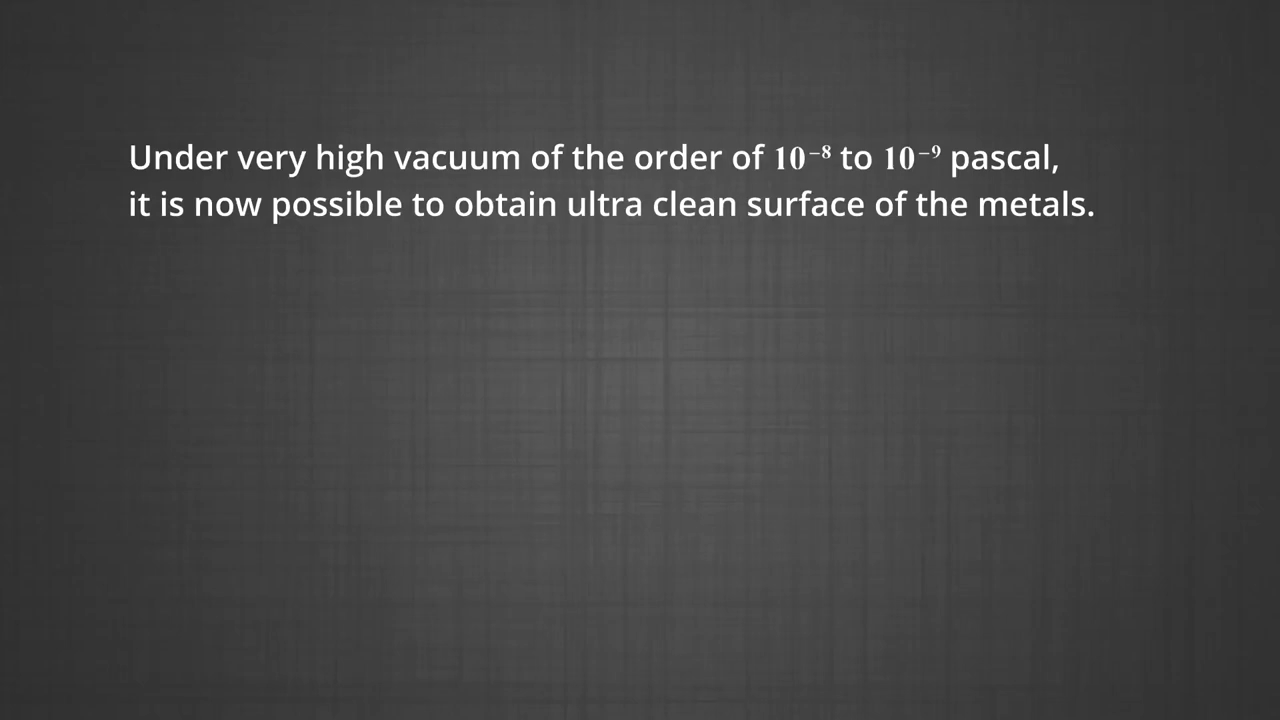 Under very high vacuum of the order of 10⁻⁸ to 10⁻⁹ pascal,
it is now possible to obtain ultra clean surface of the metals.